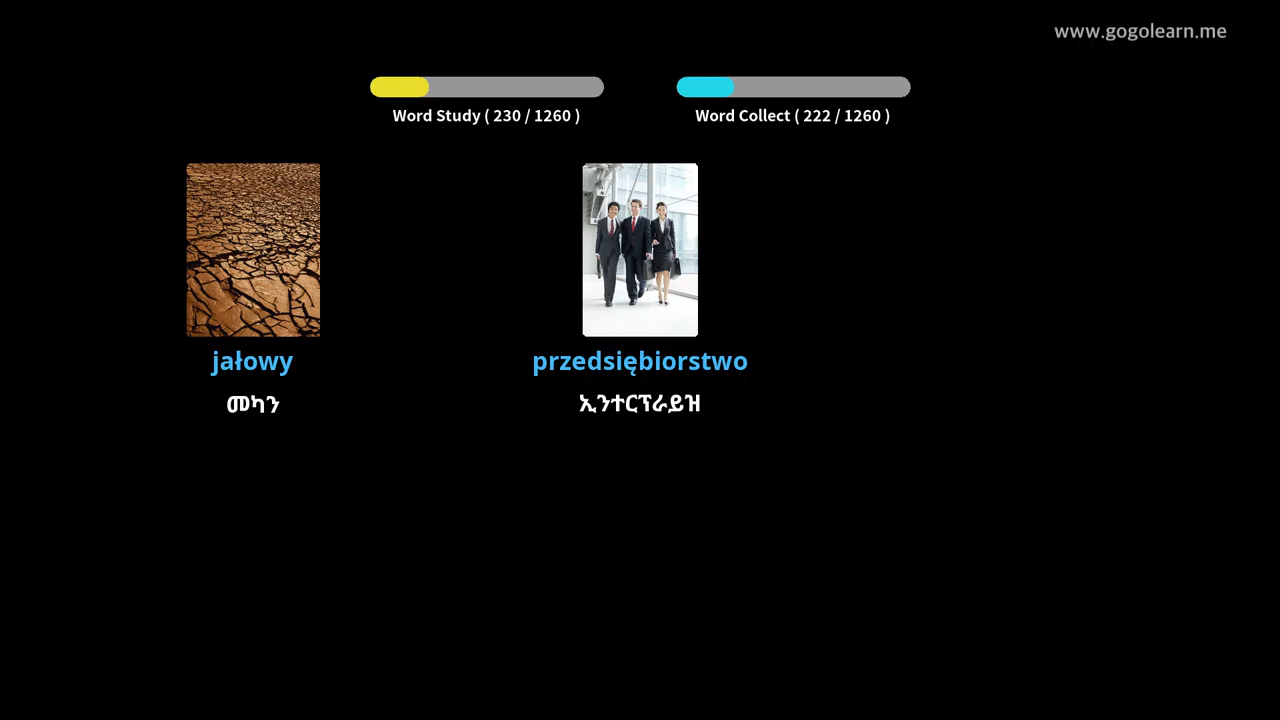 www.gogolearn.me
Word Study ( 230 / 1260 )
Word Collect ( 222 / 1260 )
jałowy
መካን
przedsiębiorstwo
ኢንተርፕራይዝ